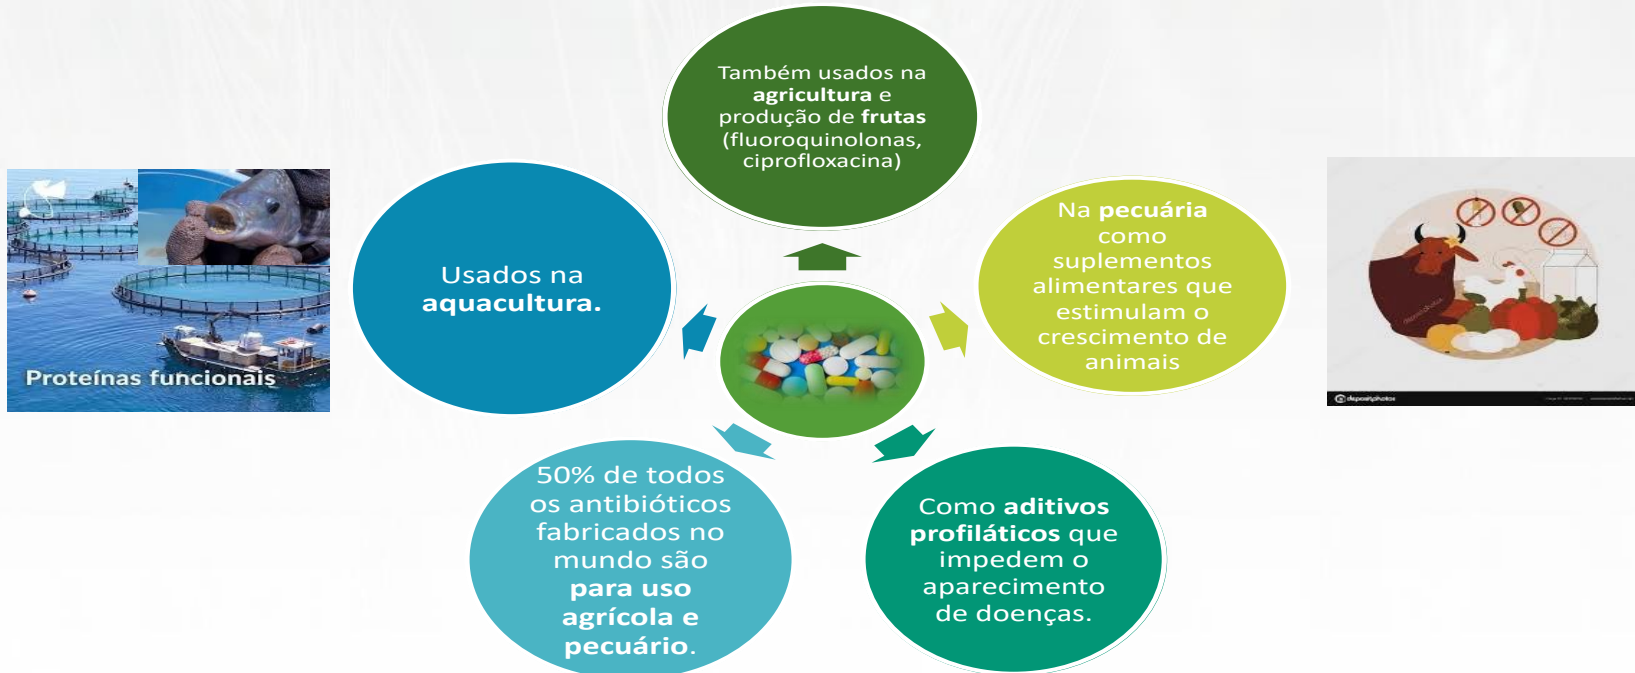 Também usados na
agricultura e
produção de frutas
(fluoroquinolonas,
ciprofloxacina)
Usados na
aquacultura.
Na pecuária
como
suplementos
alimentares que
estimulam o
crescimento de
animais
Proteínas funcionais
depositphotos
50% de todos
os antibióticos
fabricados no
mundo são
para uso
agrícola e
pecuário.
Como aditivos
profiláticos que
impedem o
aparecimento
de doenças.